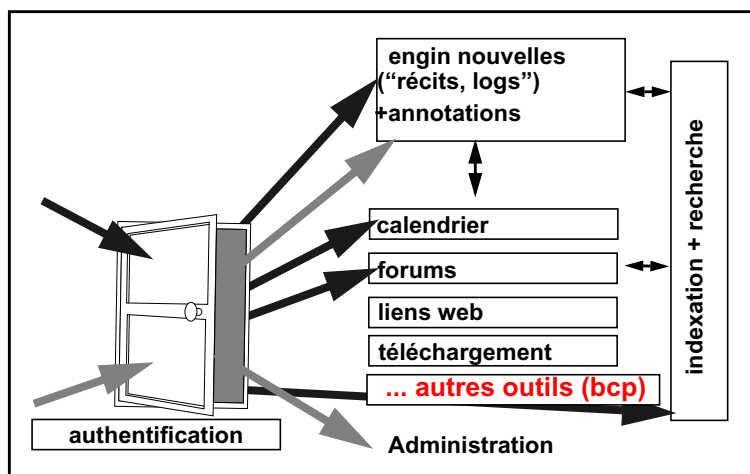 engin nouvelles
(“récits, logs”)
+annotations
calendrier
forums
liens web
téléchargement
... autres outils (bcp)
authentification
Administration
indexation + recherche